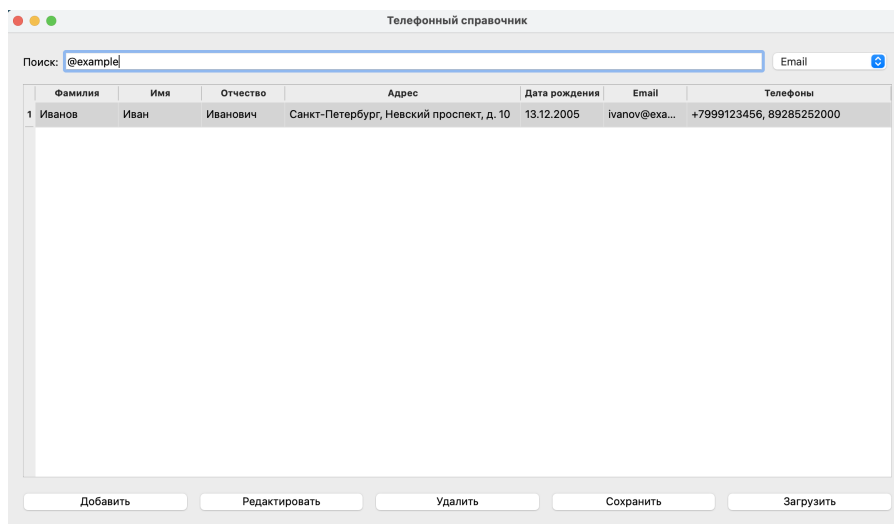 Телефонный справочник
Поиск: @example Email
Фамилия Имя Отчество Адрес Дата рождения Email Телефоны
1 Иванов Иван Иванович Санкт-Петербург, Невский проспект, д. 10 13.12.2005 ivanov@exa... +7999123456, 89285252000
Добавить Редактировать Удалить Сохранить Загрузить